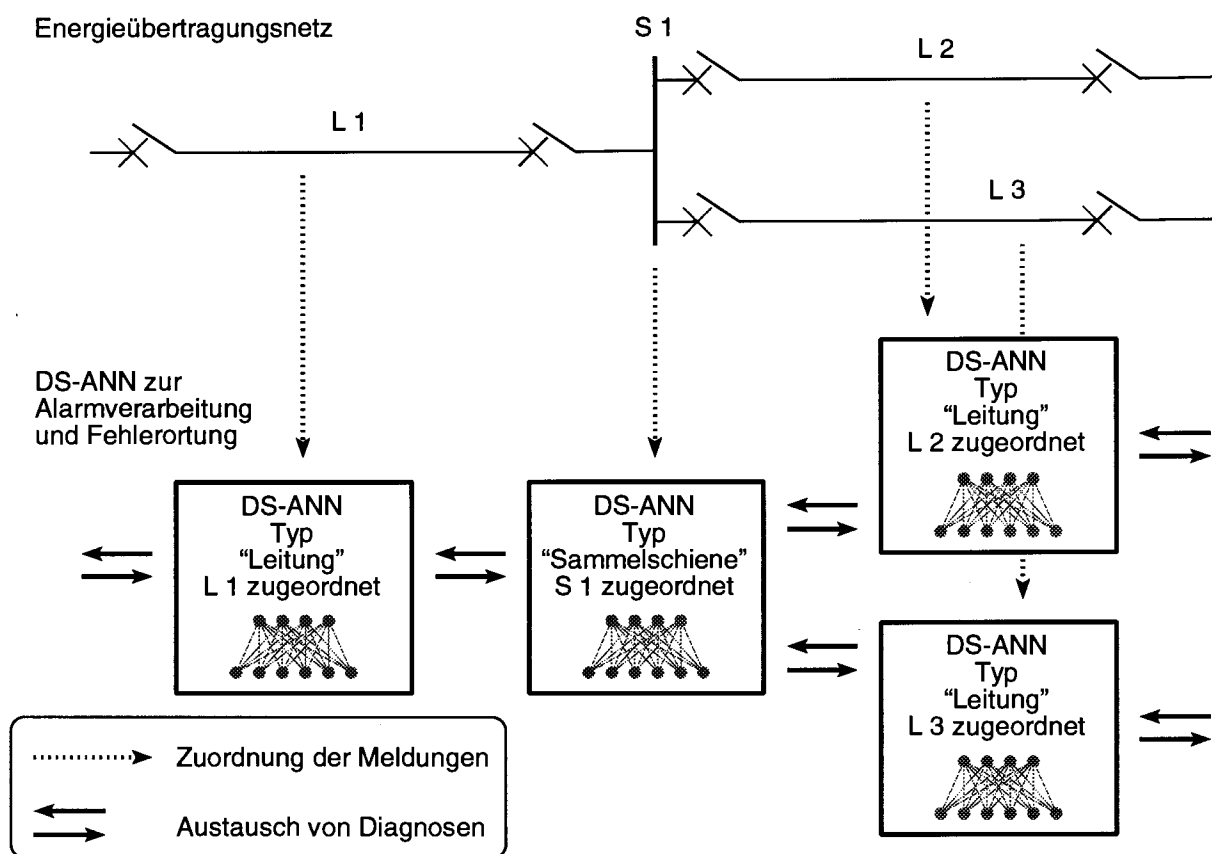 Energieübertragungsnetz
S 1
L 2
L 1
L 3
DS-ANN zur
Alarmverarbeitung
und Fehlerortung
DS-ANN
Typ
“Leitung”
L 2 zugeordnet
DS-ANN
Typ
“Leitung”
L 1 zugeordnet
DS-ANN
Typ
“Sammelschiene”
S 1 zugeordnet
DS-ANN
Typ
“Leitung”
L 3 zugeordnet
Zuordnung der Meldungen
Austausch von Diagnosen